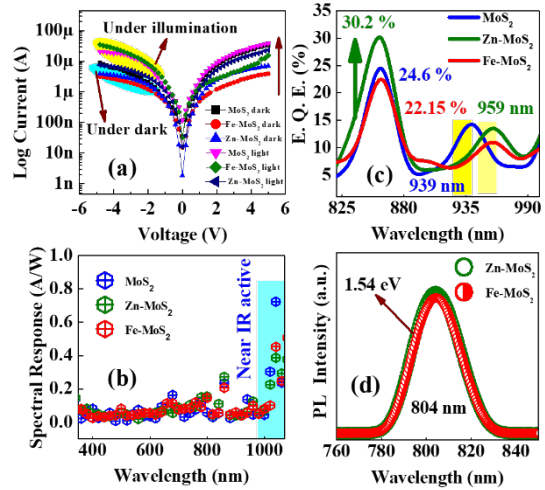 Log Current (A)
100μ
10μ
1μ
100n
10n
1n
Under illumination
Under dark
MoS₂ dark
Fe-MoS₂ dark
Zn-MoS₂ dark
MoS₂ light
Fe-MoS₂ light
Zn-MoS₂ light
(a)
-6 -4 -2 0 2 4 6
Voltage (V)
E. Q. E. (%)
35
30
25
20
15
10
5
0
30.2 %
MoS₂
Zn-MoS₂
Fe-MoS₂
24.6 %
22.15 %
959 nm
(c)
939 nm
825 880 935 990
Wavelength (nm)
Spectral Response (A/W)
1.0
0.8
0.6
0.4
0.2
0.0
MoS₂
Zn-MoS₂
Fe-MoS₂
Near IR active
(b)
400 600 800 1000
Wavelength (nm)
PL Intensity (a.u.)
Zn-MoS₂
Fe-MoS₂
1.54 eV
(d)
804 nm
760 780 800 820 840
Wavelength (nm)